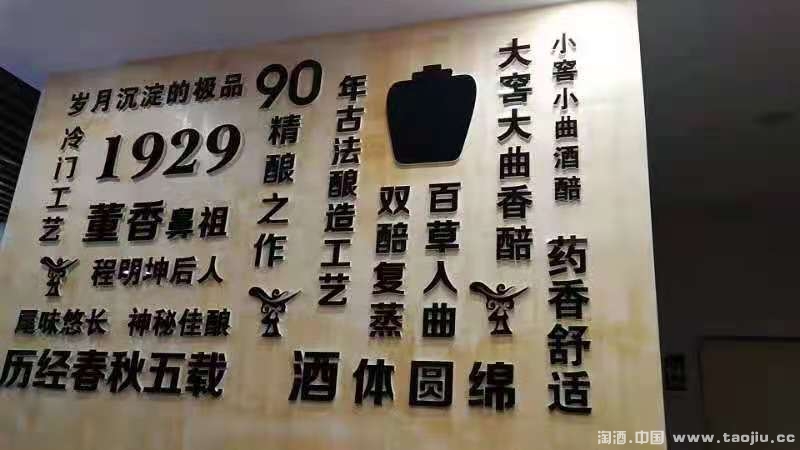 岁月沉淀的极品
冷门工艺
1929
董香鼻祖
程明坤后人
尾味悠长 神秘佳酿
历经春秋五载
90
精酿之作
年古法酿造工艺
双醅复蒸
百草入曲
大窖大曲香醅
小窖小曲酒醅
药香舒适
酒体圆绵
淘酒.中国 www.taojiu.cc